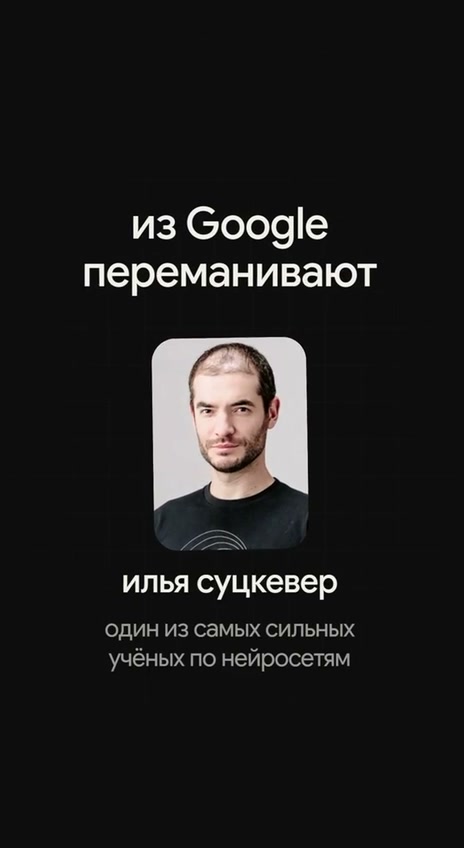 из Google
переманивают
илья суцкевер
один из самых сильных
учёных по нейросетям